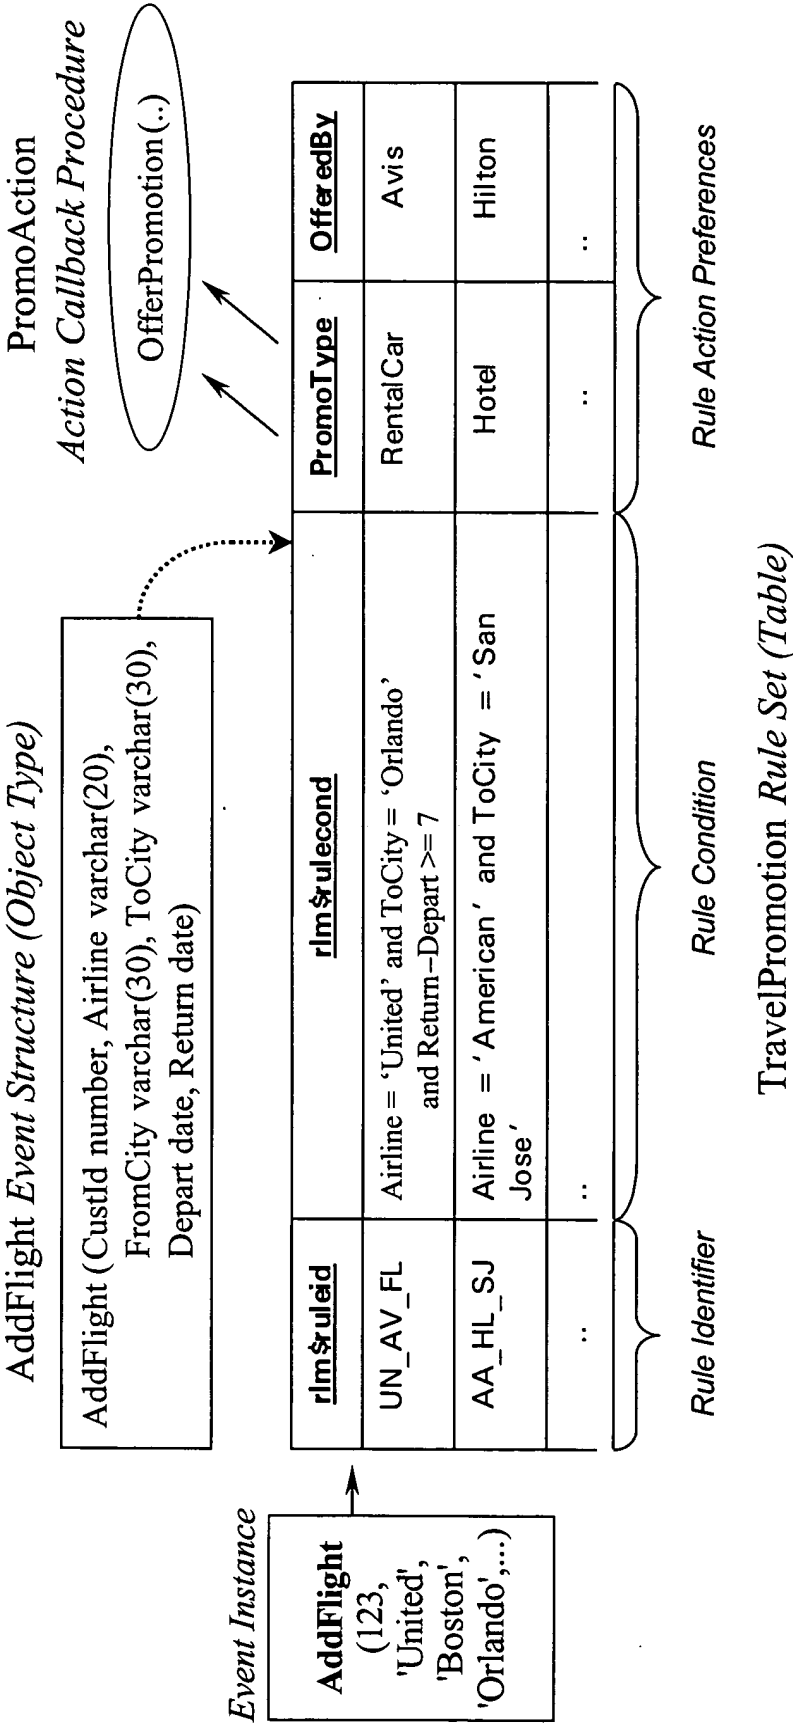 AddFlight Event Structure (Object Type)
AddFlight (CustId number, Airline varchar(20),
FromCity varchar(30), ToCity varchar(30),
Depart date, Return date)
PromoAction
Action Callback Procedure
OfferPromotion(..)
Event Instance
AddFlight
(123,
'United',
'Boston',
'Orlando',...)
rlm$ruleid rlm$rulecond PromoType OfferedBy
UN_AV_FL Airline = ‘United’ and ToCity = ‘Orlando’ RentalCar Avis
and Return–Depart >= 7
AA_HL_SJ Airline ='American' and ToCity ='San Hotel Hilton
Jose'
.. .. .. ..
Rule Identifier Rule Condition Rule Action Preferences
TravelPromotion Rule Set (Table)